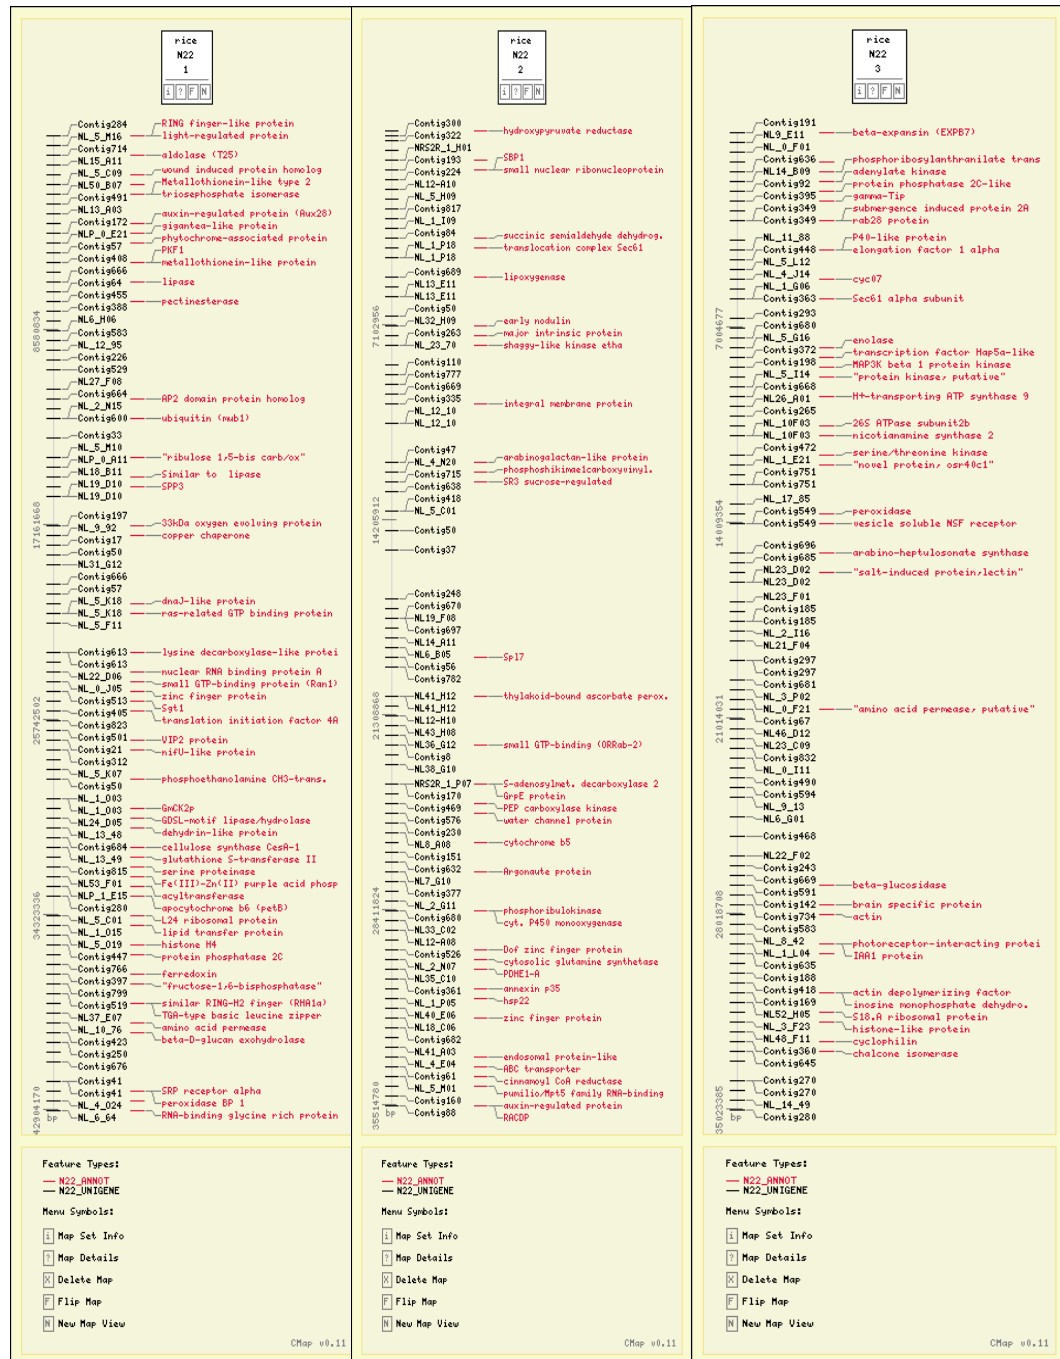 rice
N22
1
i ? F N
Contig284
RING finger-like protein
NL_5_M16
light-regulated protein
Contig714
NL15_A11
aldolase (T25)
NL_5_C09
wound induced protein homolog
NL50_B07
Metallothionein-like type 2
Contig491
triosephosphate isomerase
NL13_A03
Contig172
auxin-regulated protein (Aux28)
NLP_0_E21
gigantea-like protein
Contig57
phytochrome-associated protein
Contig408
PKF1
metallothionein-like protein
Contig666
Contig64
lipase
Contig455
Contig388
pectinesterase
NL6_H06
Contig583
NL_12_95
8580834
Contig226
Contig529
NL27_F08
Contig664
AP2 domain protein homolog
NL_2_N15
Contig600
ubiquitin (mub1)
Contig33
NL_5_M10
NLP_0_A11
"ribulose 1,5-bis carb/ox"
NL18_B11
Similar to lipase
NL19_D10
SPP3
NL19_D10
Contig197
NL_9_92
33kDa oxygen evolving protein
Contig17
copper chaperone
17161668
Contig50
NL31_G12
Contig666
Contig57
NL_5_K18
dnaJ-like protein
NL_5_K18
ras-related GTP binding protein
NL_5_F11
Contig613
lysine decarboxylase-like protei
Contig613
NL22_D06
nuclear RNA binding protein A
NL_0_J05
small GTP-binding protein (Ran1)
Contig513
zinc finger protein
Contig405
Sgt1
Contig823
translation initiation factor 4A
25742502
Contig501
VIP2 protein
Contig21
nifU-like protein
Contig312
NL_5_K07
phosphoethanolamine CH3-trans.
Contig50
NL_1_O03
NL_1_O03
GmCK2p
NL24_D05
GDSL-motif lipase/hydrolase
NL_13_48
dehydrin-like protein
Contig684
cellulose synthase CesA-1
NL_13_49
glutathione S-transferase II
Contig815
serine proteinase
NL53_F01
Fe(III)-Zn(II) purple acid phosp
NLP_1_E15
acyltransferase
Contig280
apocytochrome b6 (petB)
NL_5_C01
L24 ribosomal protein
34323336
NL_1_O15
lipid transfer protein
NL_5_O19
histone H4
Contig447
protein phosphatase 2C
Contig766
Contig397
ferredoxin
Contig799
"fructose-1,6-bisphosphatase"
Contig519
similar RING-H2 finger (RHA1a)
NL37_E07
TGA-type basic leucine zipper
NL_10_76
amino acid permease
Contig423
beta-D-glucan exohydrolase
Contig250
Contig676
Contig41
Contig41
SRP receptor alpha
NL_4_O24
peroxidase BP 1
NL_6_64
RNA-binding glycine rich protein
42904170
bp
Feature Types:
N22_ANNOT
N22_UNIGENE
Menu Symbols:
i Map Set Info
? Map Details
X Delete Map
F Flip Map
N New Map View
CMap v0.11
rice
N22
2
i ? F N
Contig300
Contig322
hydroxypyruvate reductase
NRS2R_1_H01
Contig193
SBP1
Contig224
small nuclear ribonucleoprotein
NL12-A10
NL_5_H09
Contig817
NL_1_I09
Contig84
succinic semialdehyde dehydrog.
NL_1_P18
translocation complex Sec61
NL_1_P18
Contig689
lipoxygenase
NL13_E11
NL13_E11
Contig50
NL32_H09
early nodulin
Contig263
major intrinsic protein
NL_23_70
shaggy-like kinase etha
7102956
Contig110
Contig777
Contig669
Contig335
integral membrane protein
NL_12_10
NL_12_10
Contig47
NL_4_N20
arabinogalactan-like protein
Contig715
phosphoshikimae1carboxyvinyl.
Contig638
SR3 sucrose-regulated
Contig418
NL_5_C01
14205912
Contig50
Contig37
Contig248
Contig670
NL19_F08
Contig697
NL14_A11
NL6_B05
Spl7
Contig56
Contig782
NL41_H12
thylakoid-bound ascorbate perox.
21308868
NL41_H12
NL12-H10
NL43_H08
NL36_G12
small GTP-binding (ORRab-2)
Contig8
NL38_G10
NRS2R_1_P07
S-adenosylmet. decarboxylase 2
Contig170
GrpE protein
Contig469
PEP carboxylase kinase
Contig576
water channel protein
Contig230
NL8_A08
cytochrome b5
Contig151
Contig632
Argonaute protein
NL7_G10
Contig377
NL_2_G11
phosphoribulokinase
Contig680
cyt. P450 monooxygenase
28411824
NL33_C02
NL12-A08
Contig526
Dof zinc finger protein
NL_2_N07
cytosolic glutamine synthetase
NL35_C10
PDHE1-A
Contig361
annexin p35
NL_1_P05
hsp22
NL40_E06
zinc finger protein
NL18_C06
Contig682
NL41_A03
endosomal protein-like
NL_4_E04
ABC transporter
Contig61
cinnamoyl CoA reductase
NL_5_M01
pumilio/Mpt5 family RNA-binding
Contig160
auxin-regulated protein
Contig88
RACDP
35514780
bp
Feature Types:
N22_ANNOT
N22_UNIGENE
Menu Symbols:
i Map Set Info
? Map Details
X Delete Map
F Flip Map
N New Map View
CMap v0.11
rice
N22
3
i ? F N
Contig191
NL9_E11
beta-expansin (EXPB7)
NL_0_F01
Contig636
phosphoribosylanthranilate trans
NL14_B09
adenylate kinase
Contig92
protein phosphatase 2C-like
Contig395
gamma-Tip
Contig349
submergence induced protein 2A
Contig349
rab28 protein
NL_11_88
P40-like protein
Contig448
elongation factor 1 alpha
NL_5_L12
NL_4_J14
cyc07
NL_1_G06
Contig363
Sec61 alpha subunit
Contig293
Contig680
7004677
NL_5_G16
enolase
Contig372
transcription factor Hap5a-like
Contig198
MAP3K beta 1 protein kinase
NL_5_I14
"protein kinase, putative"
Contig668
NL26_A01
H+-transporting ATP synthase 9
Contig265
NL_10F03
26S ATPase subunit2b
NL_10F03
nicotianamine synthase 2
Contig472
serine/threonine kinase
NL_1_E21
"novel protein, osr40c1"
Contig751
Contig751
NL_17_85
Contig549
peroxidase
Contig549
vesicle soluble NSF receptor
14009354
Contig696
arabino-heptulosonate synthase
Contig685
NL23_D02
"salt-induced protein,lectin"
NL23_D02
NL23_F01
Contig185
Contig185
NL_2_I16
NL21_F04
Contig297
Contig297
Contig681
NL_3_P02
NL_0_F21
"amino acid permease, putative"
21014031
Contig67
NL46_D12
NL23_C09
Contig832
NL_0_I11
Contig490
Contig594
NL_9_13
NL6_G01
Contig468
NL22_F02
Contig243
Contig669
beta-glucosidase
Contig591
Contig142
brain specific protein
Contig734
actin
28018708
Contig583
NL_8_42
photoreceptor-interacting protei
NL_1_L04
IAA1 protein
Contig635
Contig188
Contig418
actin depolymerizing factor
Contig169
inosine monophosphate dehydro.
NL52_H05
S18.A ribosomal protein
NL_3_F23
histone-like protein
NL48_F11
cyclophilin
Contig360
chalcone isomerase
Contig645
Contig270
Contig270
NL_14_49
Contig280
35023385
bp
Feature Types:
N22_ANNOT
N22_UNIGENE
Menu Symbols:
i Map Set Info
? Map Details
X Delete Map
F Flip Map
N New Map View
CMap v0.11